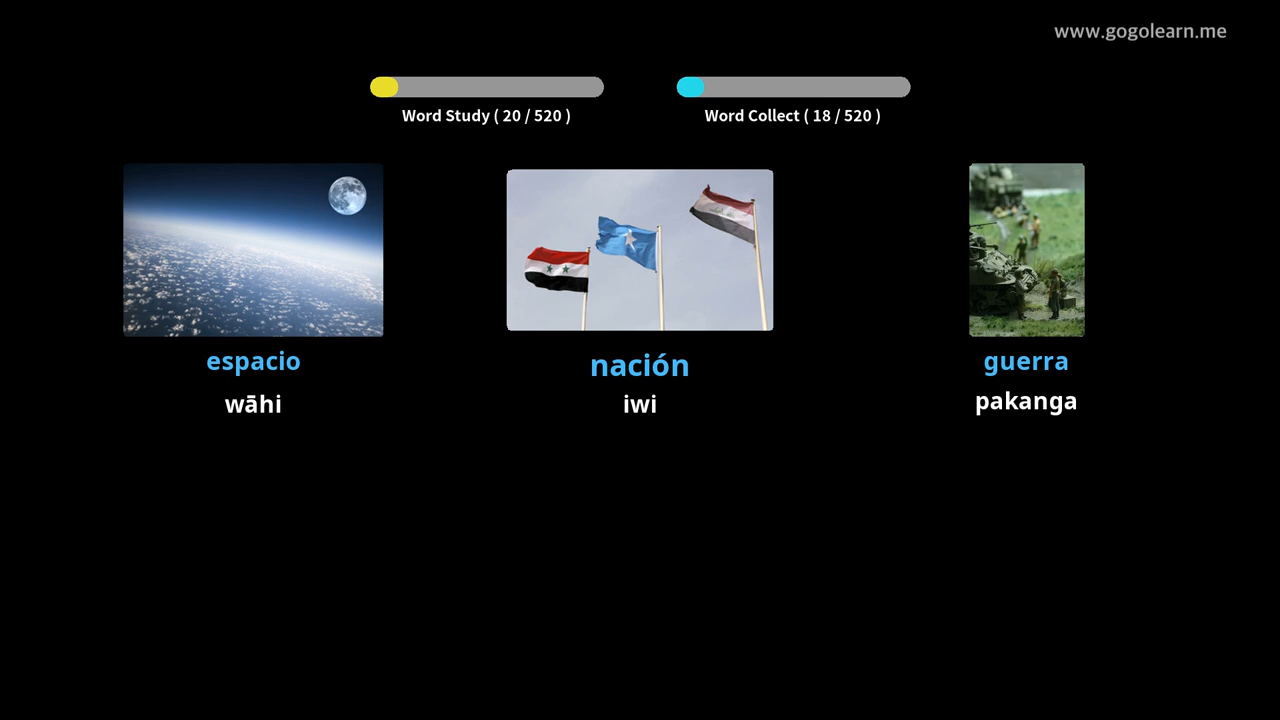 www.gogolearn.me
Word Study ( 20 / 520 )
Word Collect ( 18 / 520 )
espacio
wāhi
nación
iwi
guerra
pakanga